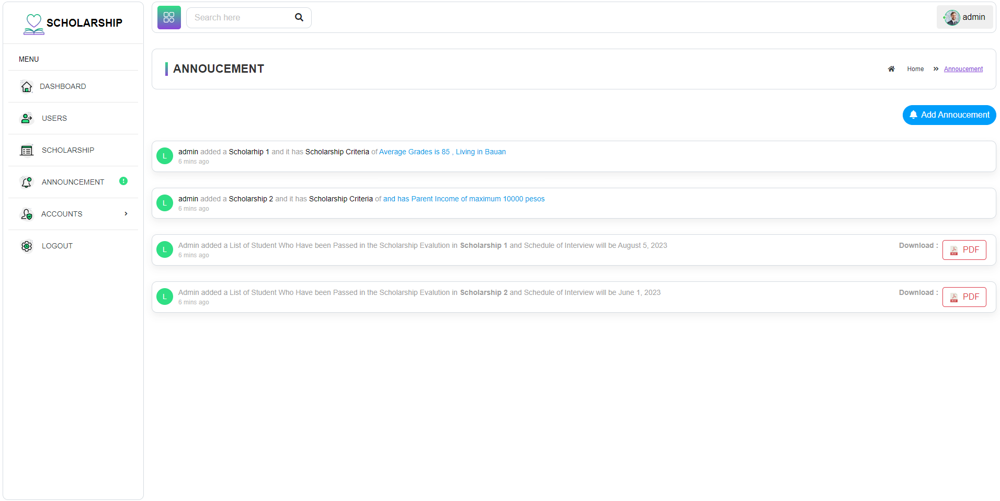 SCHOLARSHIP
MENU
DASHBOARD
USERS
SCHOLARSHIP
ANNOUNCEMENT
ACCOUNTS
LOGOUT
Search here
admin
ANNOUCEMENT
Home » Annoucement
Add Annoucement
L
admin added a Scholarhip 1 and it has Scholarship Criteria of Average Grades is 85 , Living in Bauan
6 mins ago
L
admin added a Scholarship 2 and it has Scholarship Criteria of and has Parent Income of maximum 10000 pesos
6 mins ago
L
Admin added a List of Student Who Have been Passed in the Scholarship Evalution in Scholarship 1 and Schedule of Interview will be August 5, 2023
6 mins ago
Download :
PDF
L
Admin added a List of Student Who Have been Passed in the Scholarship Evalution in Scholarship 2 and Schedule of Interview will be June 1, 2023
6 mins ago
Download :
PDF